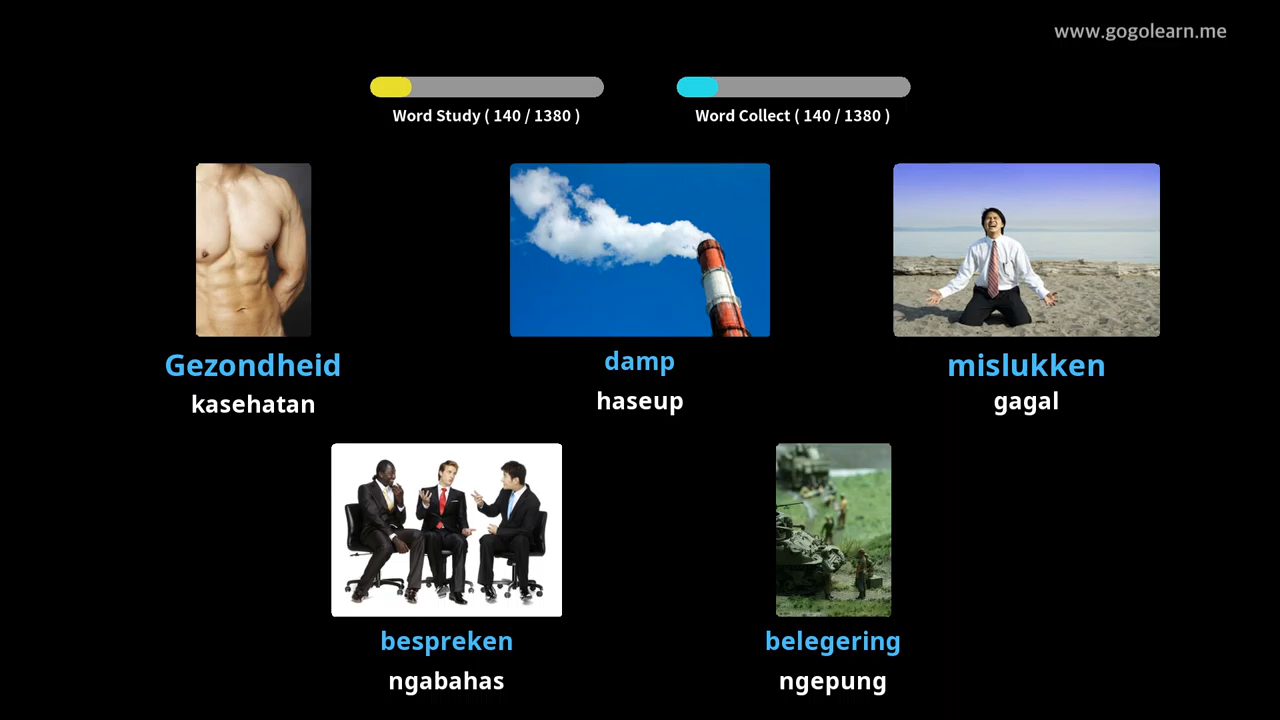 www.gogolearn.me
Word Study ( 140 / 1380 )
Word Collect ( 140 / 1380 )
Gezondheid
kasehatan
damp
haseup
mislukken
gagal
bespreken
ngabahas
belegering
ngepung